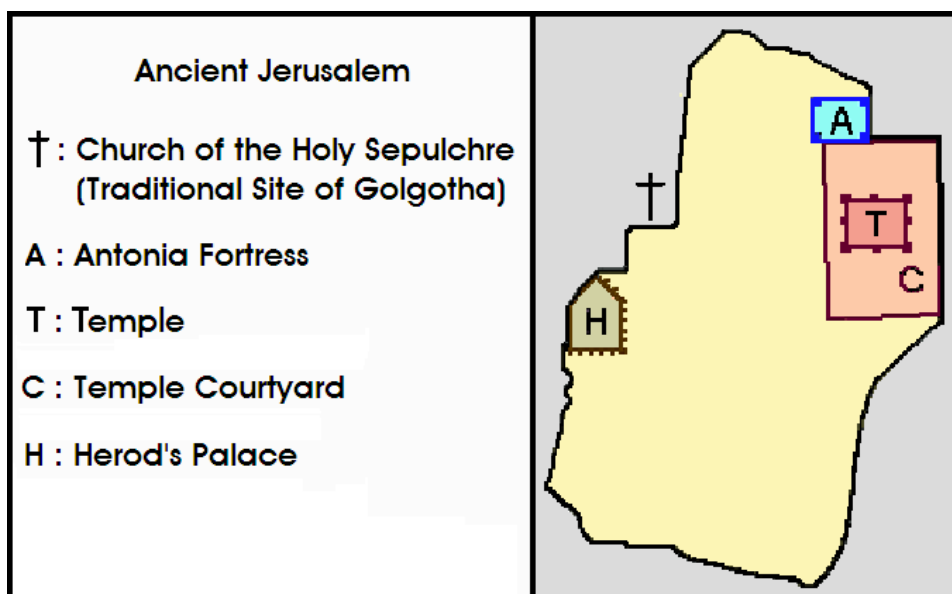 Ancient Jerusalem
† : Church of the Holy Sepulchre
(Traditional Site of Golgotha)
A : Antonia Fortress
T : Temple
C : Temple Courtyard
H : Herod's Palace
A
†
T
C
H